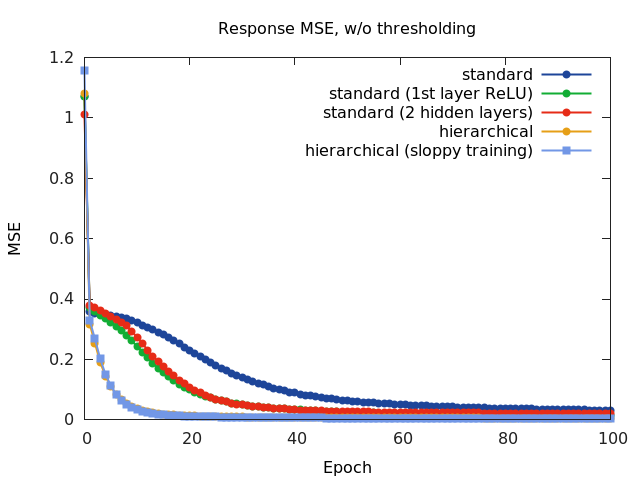 Response MSE, w/o thresholding
1.2
standard
standard (1st layer ReLU)
standard (2 hidden layers)
hierarchical
hierarchical (sloppy training)
1
0.8
0.6
0.4
0.2
0
MSE
0 20 40 60 80 100
Epoch